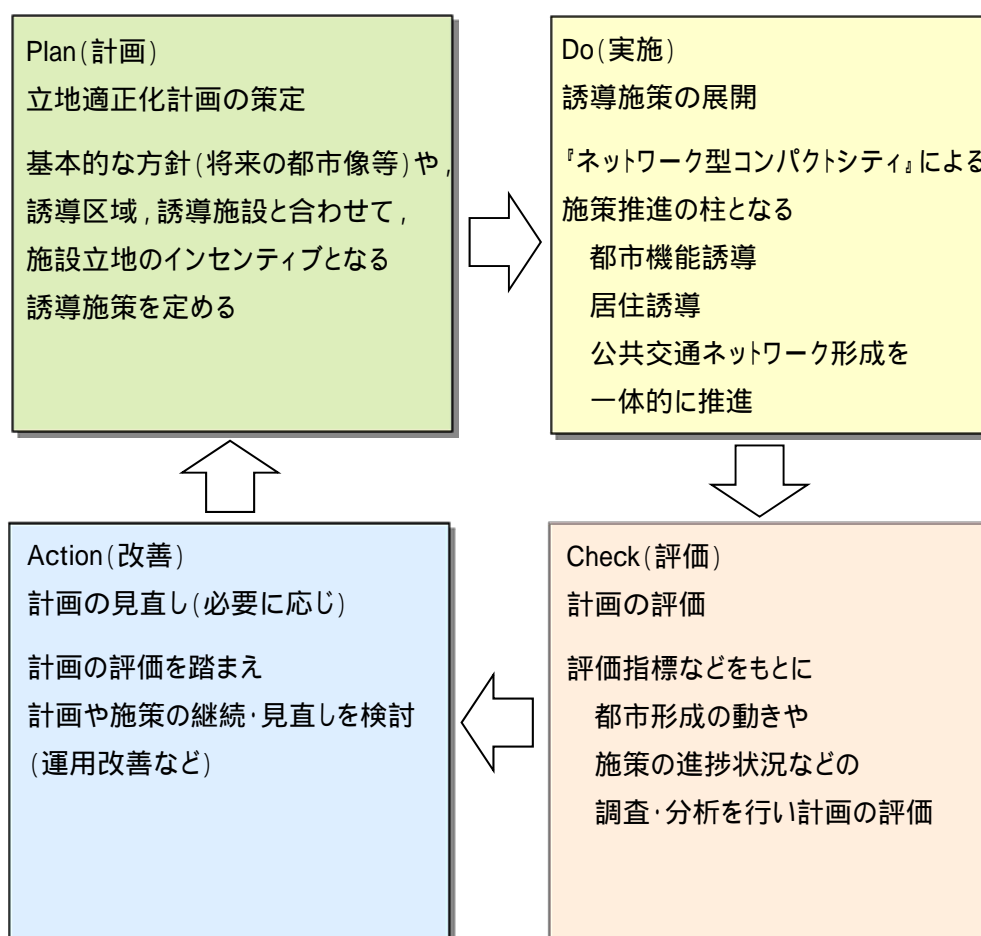 Plan(計画)
立地適正化計画の策定
基本的な方針(将来の都市像等)や,
誘導区域,誘導施設と合わせて,
施設立地のインセンティブとなる
誘導施策を定める
Do(実施)
誘導施策の展開
『ネットワーク型コンパクトシティ』による
施策推進の柱となる
都市機能誘導
居住誘導
公共交通ネットワーク形成を
一体的に推進
Action(改善)
計画の見直し(必要に応じ)
計画の評価を踏まえ
計画や施策の継続・見直しを検討
(運用改善など)
Check(評価)
計画の評価
評価指標などをもとに
都市形成の動きや
施策の進捗状況などの
調査・分析を行い計画の評価